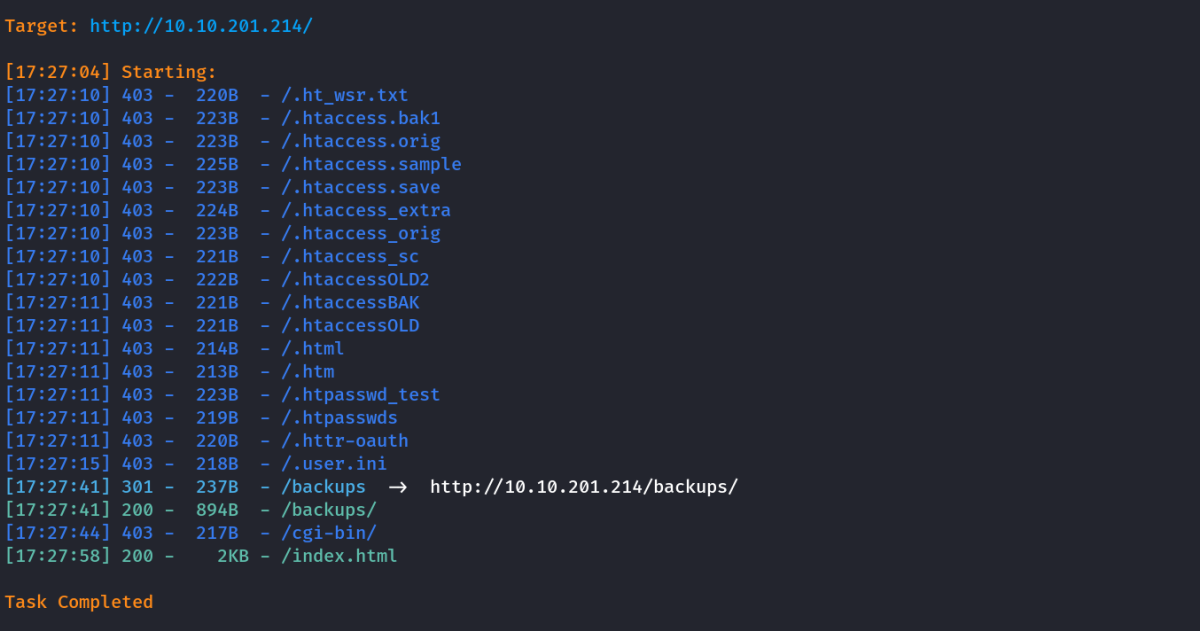 Target: http://10.10.201.214/
[17:27:04] Starting:
[17:27:10] 403 -  220B  - /.ht_wsr.txt
[17:27:10] 403 -  223B  - /.htaccess.bak1
[17:27:10] 403 -  223B  - /.htaccess.orig
[17:27:10] 403 -  225B  - /.htaccess.sample
[17:27:10] 403 -  223B  - /.htaccess.save
[17:27:10] 403 -  224B  - /.htaccess_extra
[17:27:10] 403 -  223B  - /.htaccess_orig
[17:27:10] 403 -  221B  - /.htaccess_sc
[17:27:10] 403 -  222B  - /.htaccessOLD2
[17:27:11] 403 -  221B  - /.htaccessBAK
[17:27:11] 403 -  221B  - /.htaccessOLD
[17:27:11] 403 -  214B  - /.html
[17:27:11] 403 -  213B  - /.htm
[17:27:11] 403 -  223B  - /.htpasswd_test
[17:27:11] 403 -  219B  - /.htpasswds
[17:27:11] 403 -  220B  - /.httr-oauth
[17:27:15] 403 -  218B  - /.user.ini
[17:27:41] 301 -  237B  - /backups  →  http://10.10.201.214/backups/
[17:27:41] 200 -  894B  - /backups/
[17:27:44] 403 -  217B  - /cgi-bin/
[17:27:58] 200 -    2KB - /index.html
Task Completed